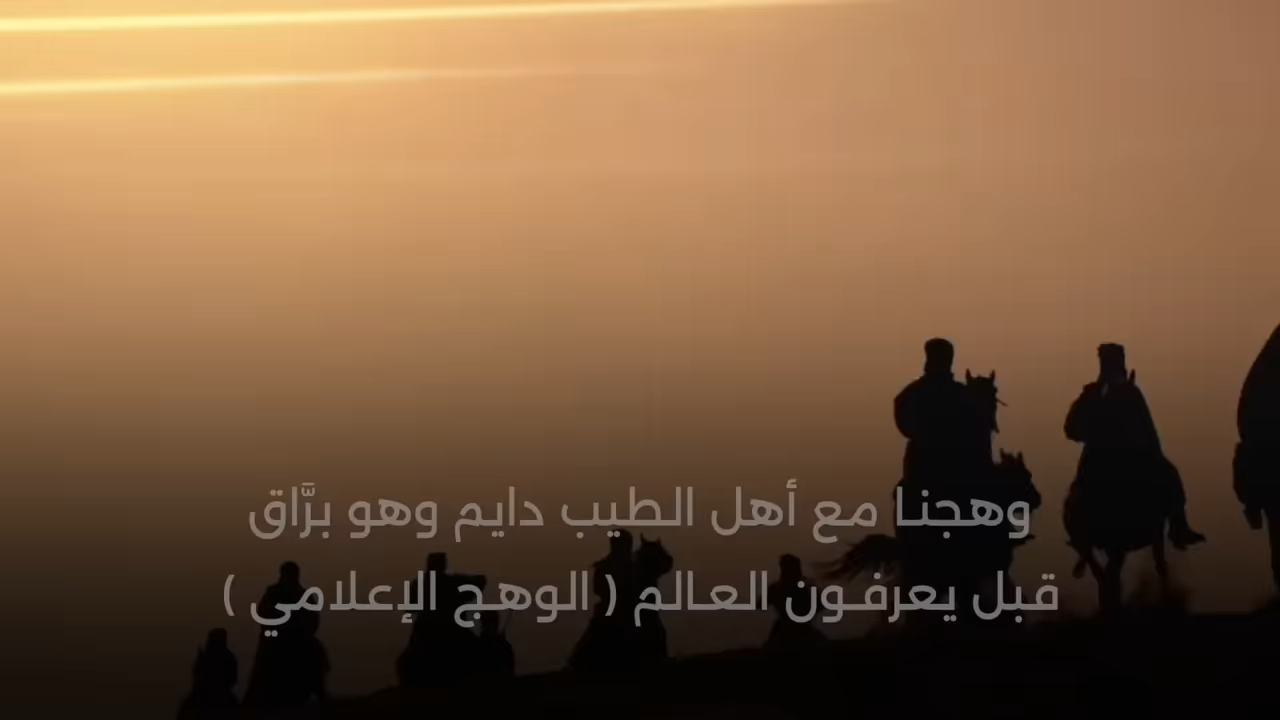 وهجنا مع أهل الطيب دايم وهو برَّاق
قبل يعرفون العالم ( الوهج الإعلامي )